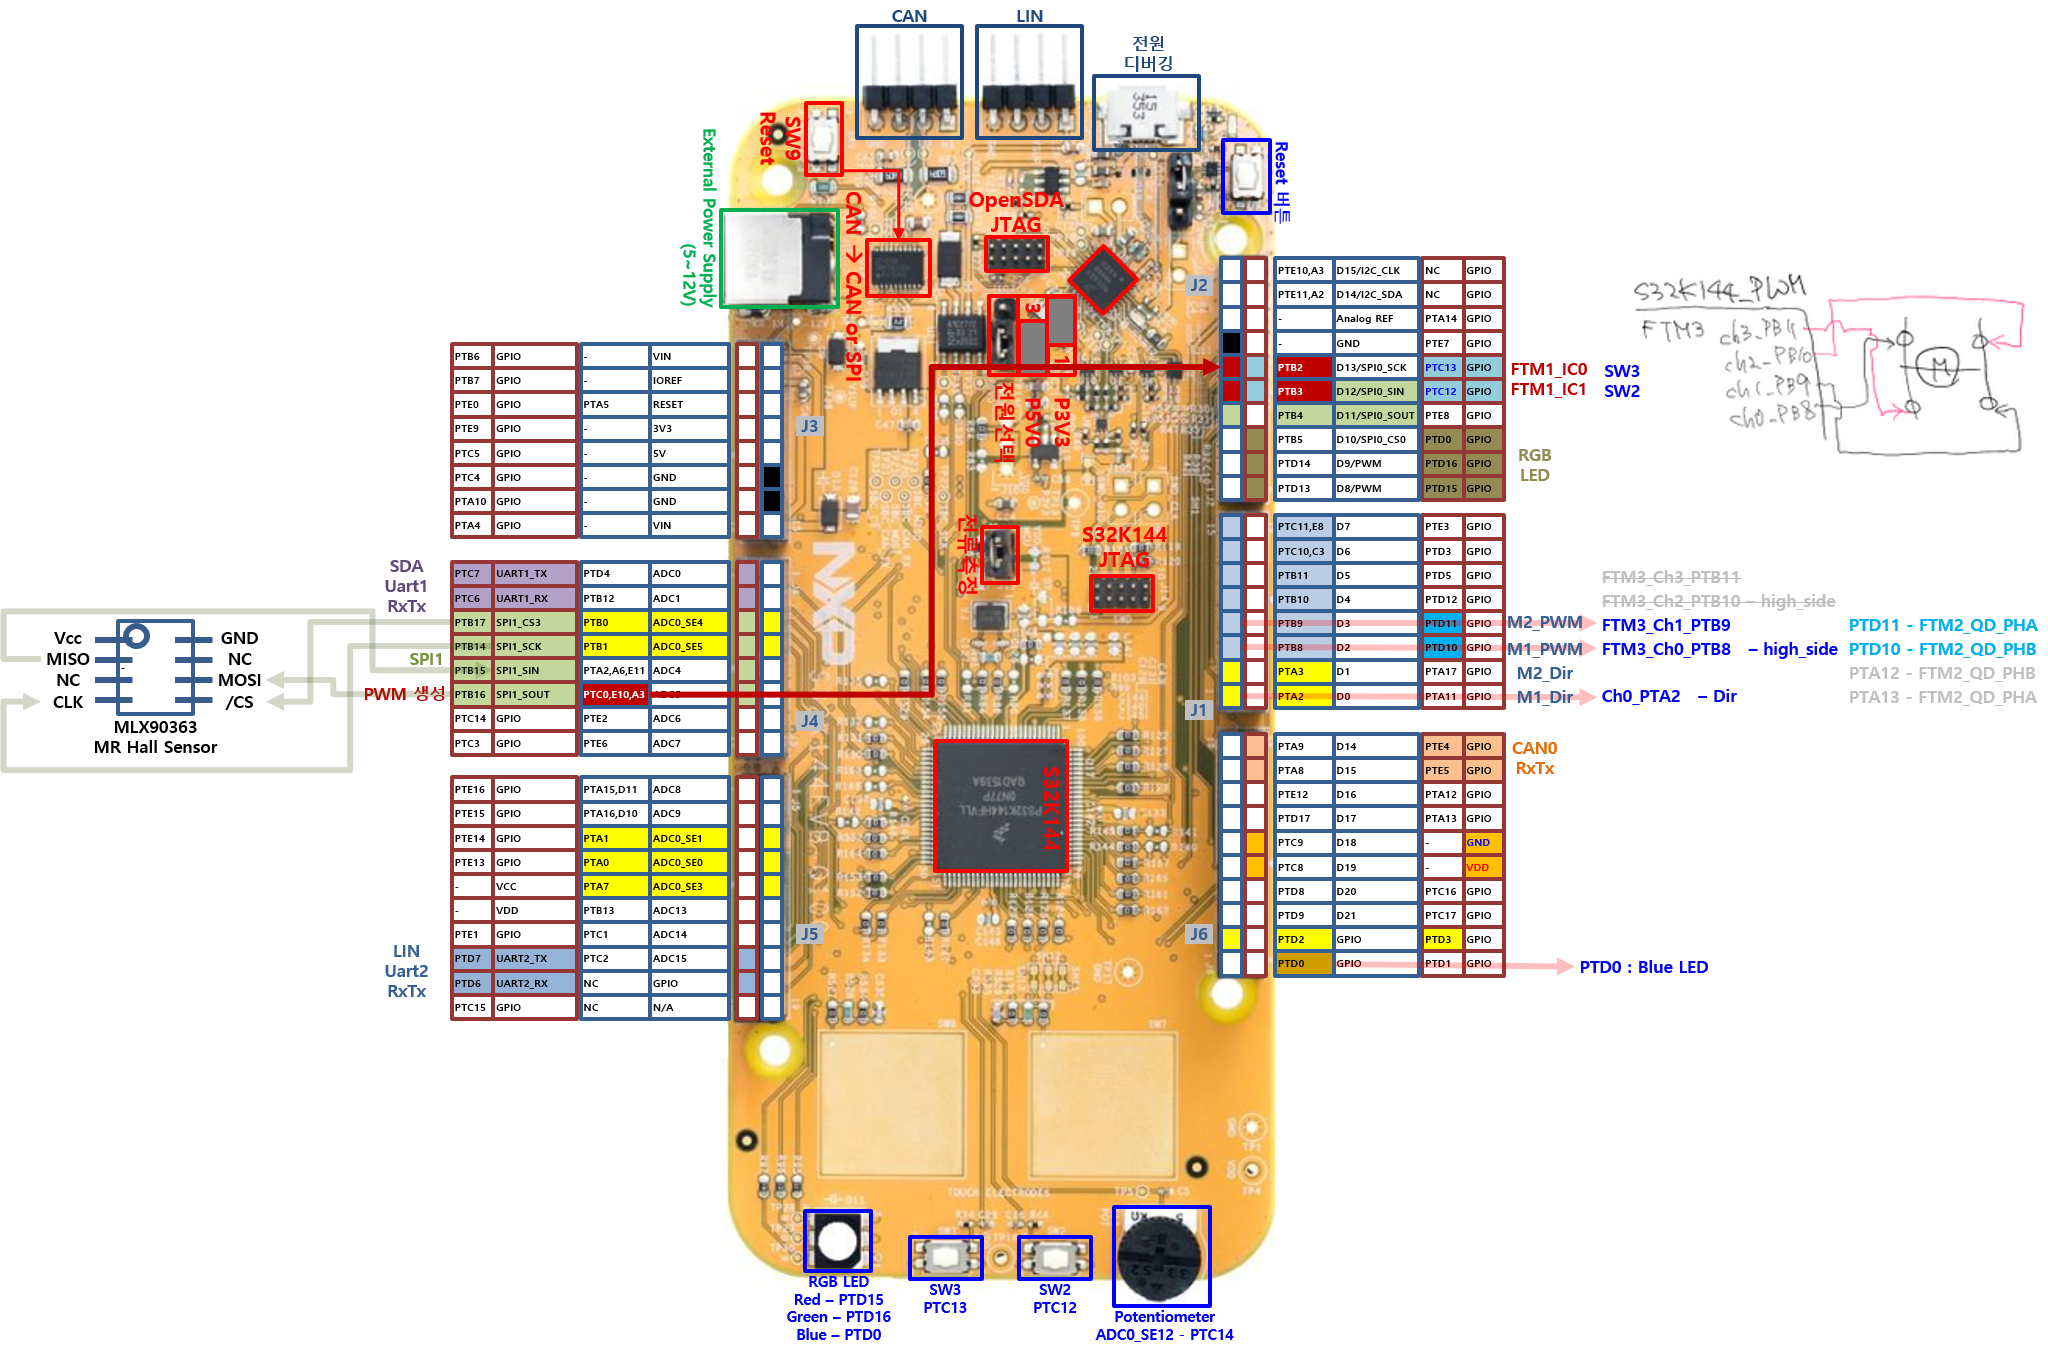 CAN
LIN
전원
디버깅
SW9
Reset
Reset 버튼
External Power Supply
(5~12V)
CAN → CAN or SPI
OpenSDA
JTAG
3
1
전원선택
P5V0
P3V3
전류측정
S32K144
JTAG
S32K144
NXP
J2
PTE10,A3 D15/I2C_CLK NC GPIO
PTE11,A2 D14/I2C_SDA NC GPIO
- Analog REF PTA14 GPIO
- GND PTE7 GPIO
PTB2 D13/SPI0_SCK PTC13 GPIO
PTB3 D12/SPI0_SIN PTC12 GPIO
PTB4 D11/SPI0_SOUT PTE8 GPIO
PTB5 D10/SPI0_CS0 PTD0 GPIO
PTD14 D9/PWM PTD16 GPIO
PTD13 D8/PWM PTD15 GPIO
FTM1_IC0 SW3
FTM1_IC1 SW2
RGB
LED
S32K144_PWM
FTM3
ch3_PB11
ch2_PB10
ch1_PB9
ch0_PB8
M
J3
PTB6 GPIO - VIN
PTB7 GPIO - IOREF
PTE0 GPIO PTA5 RESET
PTE9 GPIO - 3V3
PTC5 GPIO - 5V
PTC4 GPIO - GND
PTA10 GPIO - GND
PTA4 GPIO - VIN
J1
PTC11,E8 D7 PTE3 GPIO
PTC10,C3 D6 PTD3 GPIO
PTB11 D5 PTD5 GPIO
PTB10 D4 PTD12 GPIO
PTB9 D3 PTD11 GPIO
PTB8 D2 PTD10 GPIO
PTA3 D1 PTA17 GPIO
PTA2 D0 PTA11 GPIO
FTM3_Ch3_PTB11
FTM3_Ch2_PTB10 – high_side
M2_PWM FTM3_Ch1_PTB9 PTD11 - FTM2_QD_PHA
M1_PWM FTM3_Ch0_PTB8 – high_side PTD10 - FTM2_QD_PHB
M2_Dir PTA12 - FTM2_QD_PHB
M1_Dir Ch0_PTA2 – Dir PTA13 - FTM2_QD_PHA
SDA
Uart1
RxTx
SPI1
PWM 생성
J4
PTC7 UART1_TX PTD4 ADC0
PTC6 UART1_RX PTB12 ADC1
PTB17 SPI1_CS3 PTB0 ADC0_SE4
PTB14 SPI1_SCK PTB1 ADC0_SE5
PTB15 SPI1_SIN PTA2,A6,E11 ADC4
PTB16 SPI1_SOUT PTC0,E10,A3
PTC14 GPIO PTE2 ADC6
PTC3 GPIO PTE6 ADC7
Vcc GND
MISO NC
NC MOSI
CLK /CS
MLX90363
MR Hall Sensor
J6
PTA9 D14 PTE4 GPIO
PTA8 D15 PTE5 GPIO
PTE12 D16 PTA12 GPIO
PTD17 D17 PTA13 GPIO
PTC9 D18 - GND
PTC8 D19 - VDD
PTD8 D20 PTC16 GPIO
PTD9 D21 PTC17 GPIO
PTD2 GPIO PTD3 GPIO
PTD0 GPIO PTD1 GPIO
CAN0
RxTx
PTD0 : Blue LED
LIN
Uart2
RxTx
J5
PTE16 GPIO PTA15,D11 ADC8
PTE15 GPIO PTA16,D10 ADC9
PTE14 GPIO PTA1 ADC0_SE1
PTE13 GPIO PTA0 ADC0_SE0
- VCC PTA7 ADC0_SE3
- VDD PTB13 ADC13
PTE1 GPIO PTC1 ADC14
PTD7 UART2_TX PTC2 ADC15
PTD6 UART2_RX NC GPIO
PTC15 GPIO NC N/A
TOUCH ELECTRODES
RGB LED
Red – PTD15
Green – PTD16
Blue – PTD0
SW3
PTC13
SW2
PTC12
Potentiometer
ADC0_SE12 - PTC14